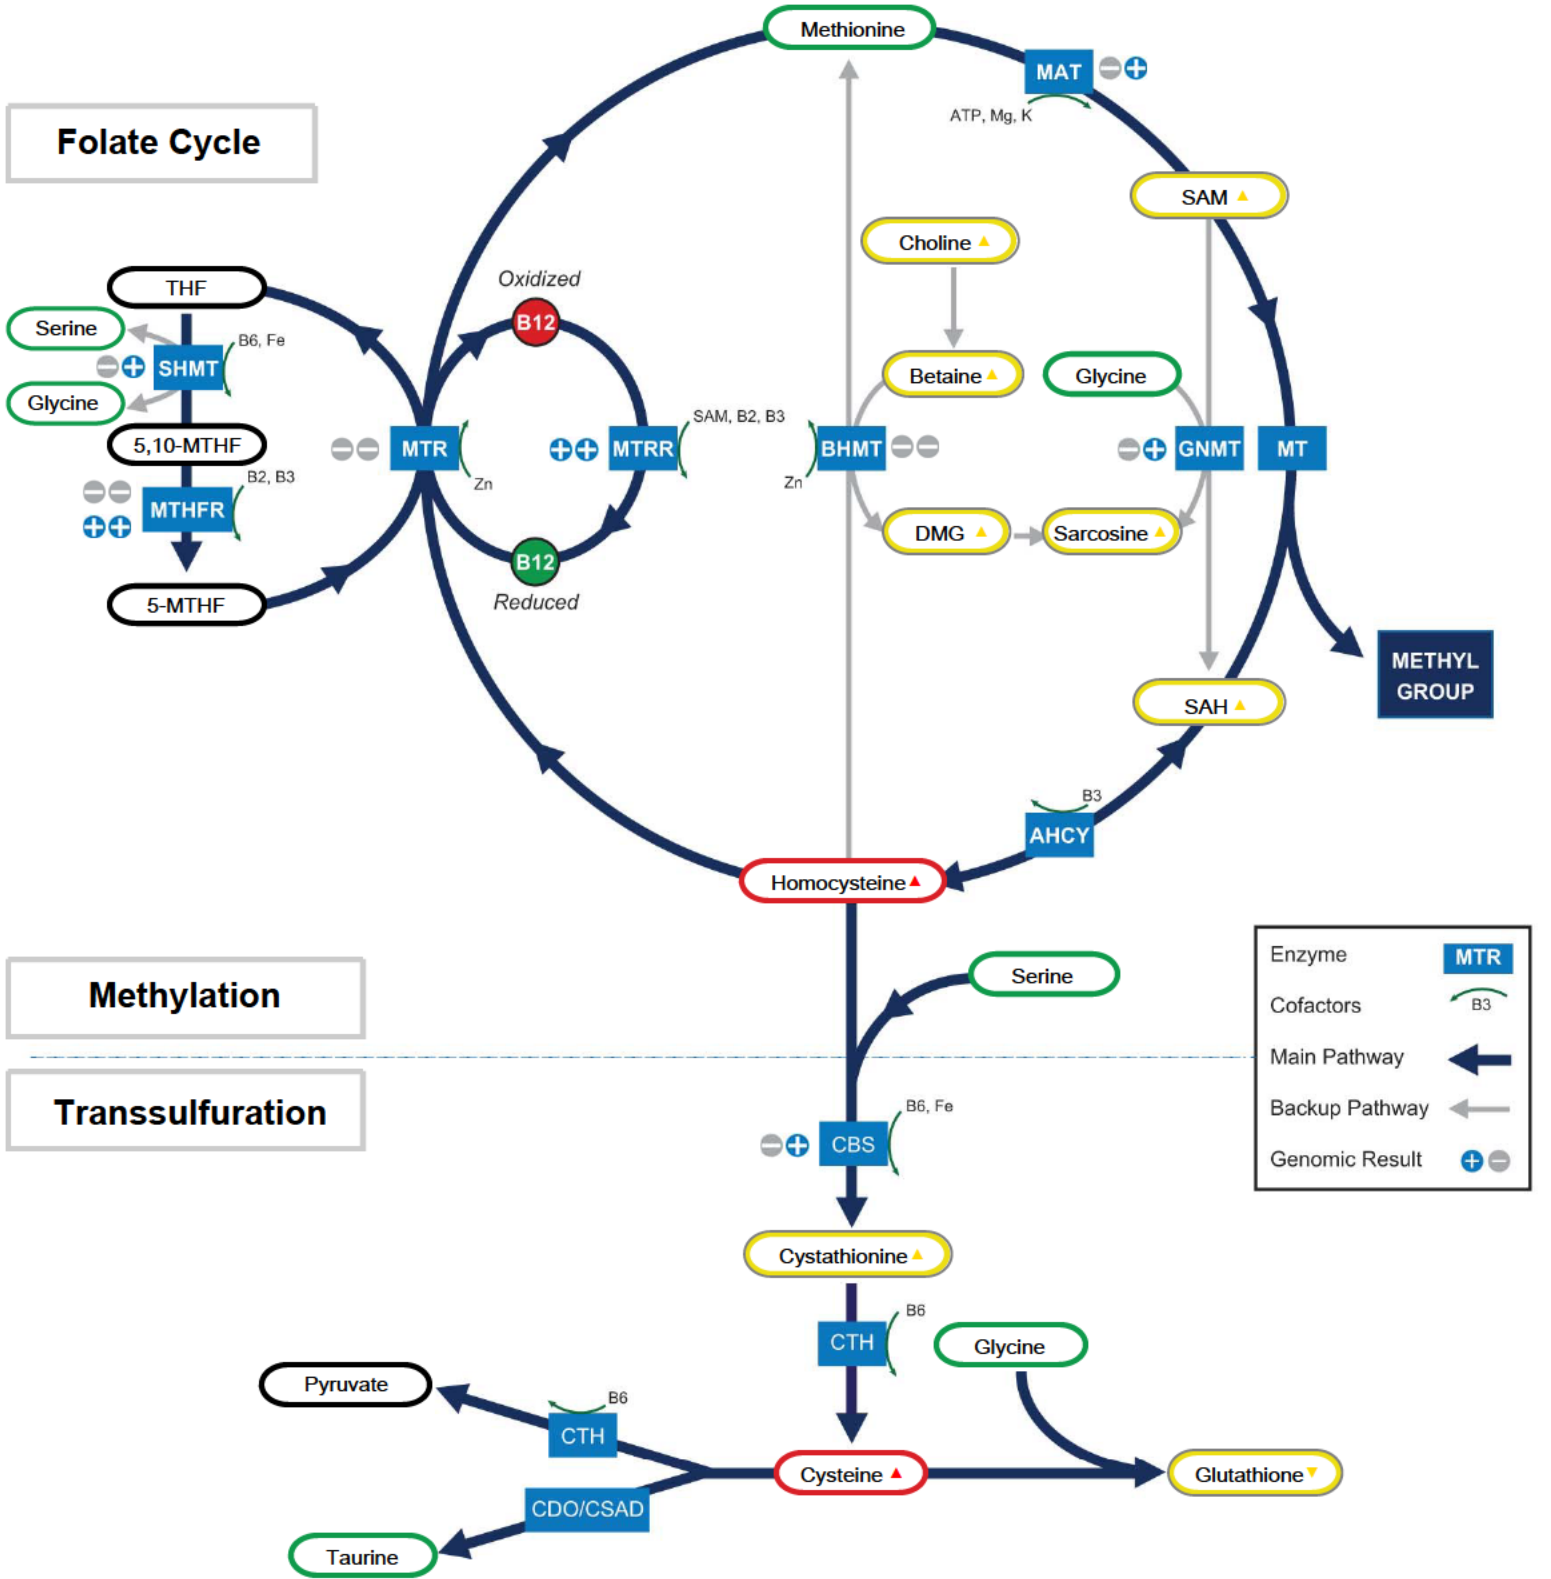 Methionine
MAT
ATP, Mg, K
Folate Cycle
SAM
Choline
THF
Oxidized
B12
Serine
B6, Fe
SHMT
Glycine
Betaine
Glycine
5,10-MTHF
MTR
Zn
MTRR
SAM, B2, B3
BHMT
Zn
GNMT
MT
B2, B3
MTHFR
DMG
Sarcosine
B12
Reduced
5-MTHF
METHYL
GROUP
SAH
B3
AHCY
Homocysteine
Methylation
Serine
Enzyme
MTR
Cofactors
B3
Main Pathway
Backup Pathway
Genomic Result
Transsulfuration
B6, Fe
CBS
Cystathionine
B6
CTH
Glycine
Pyruvate
B6
CTH
Cysteine
Glutathione
CDO/CSAD
Taurine